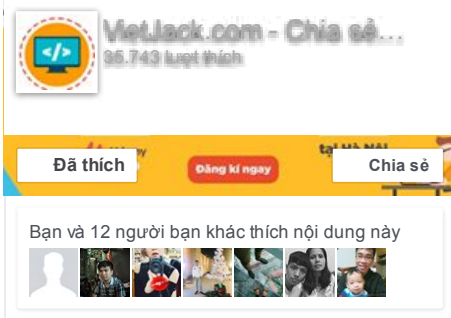 VietJack.com - Chia sẻ…
35.743 lượt thích
tại Hà Nội
Đã thích
Đăng kí ngay
Chia sẻ
Bạn và 12 người bạn khác thích nội dung này